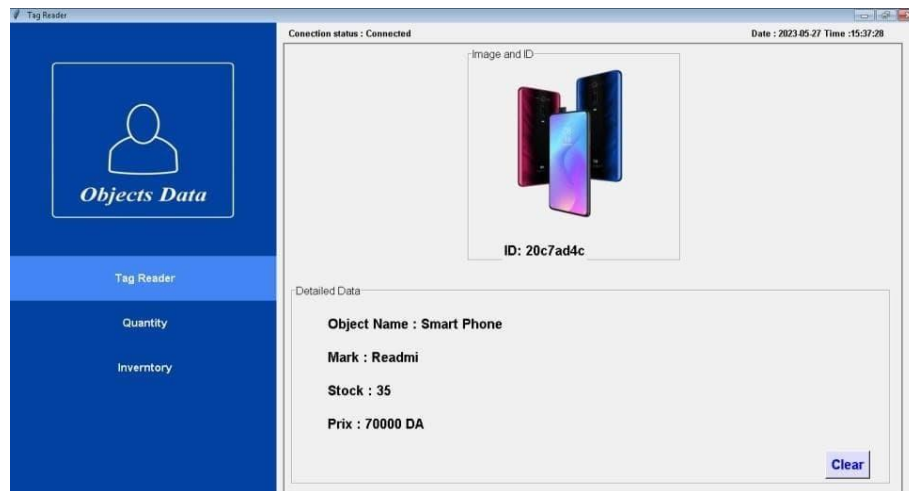 Tag Reader
Conection status : Connected
Date : 2023-05-27 Time :15:37:28
Objects Data
Tag Reader
Quantity
Inverntory
Image and ID
ID: 20c7ad4c
Detailed Data
Object Name : Smart Phone
Mark : Readmi
Stock : 35
Prix : 70000 DA
Clear